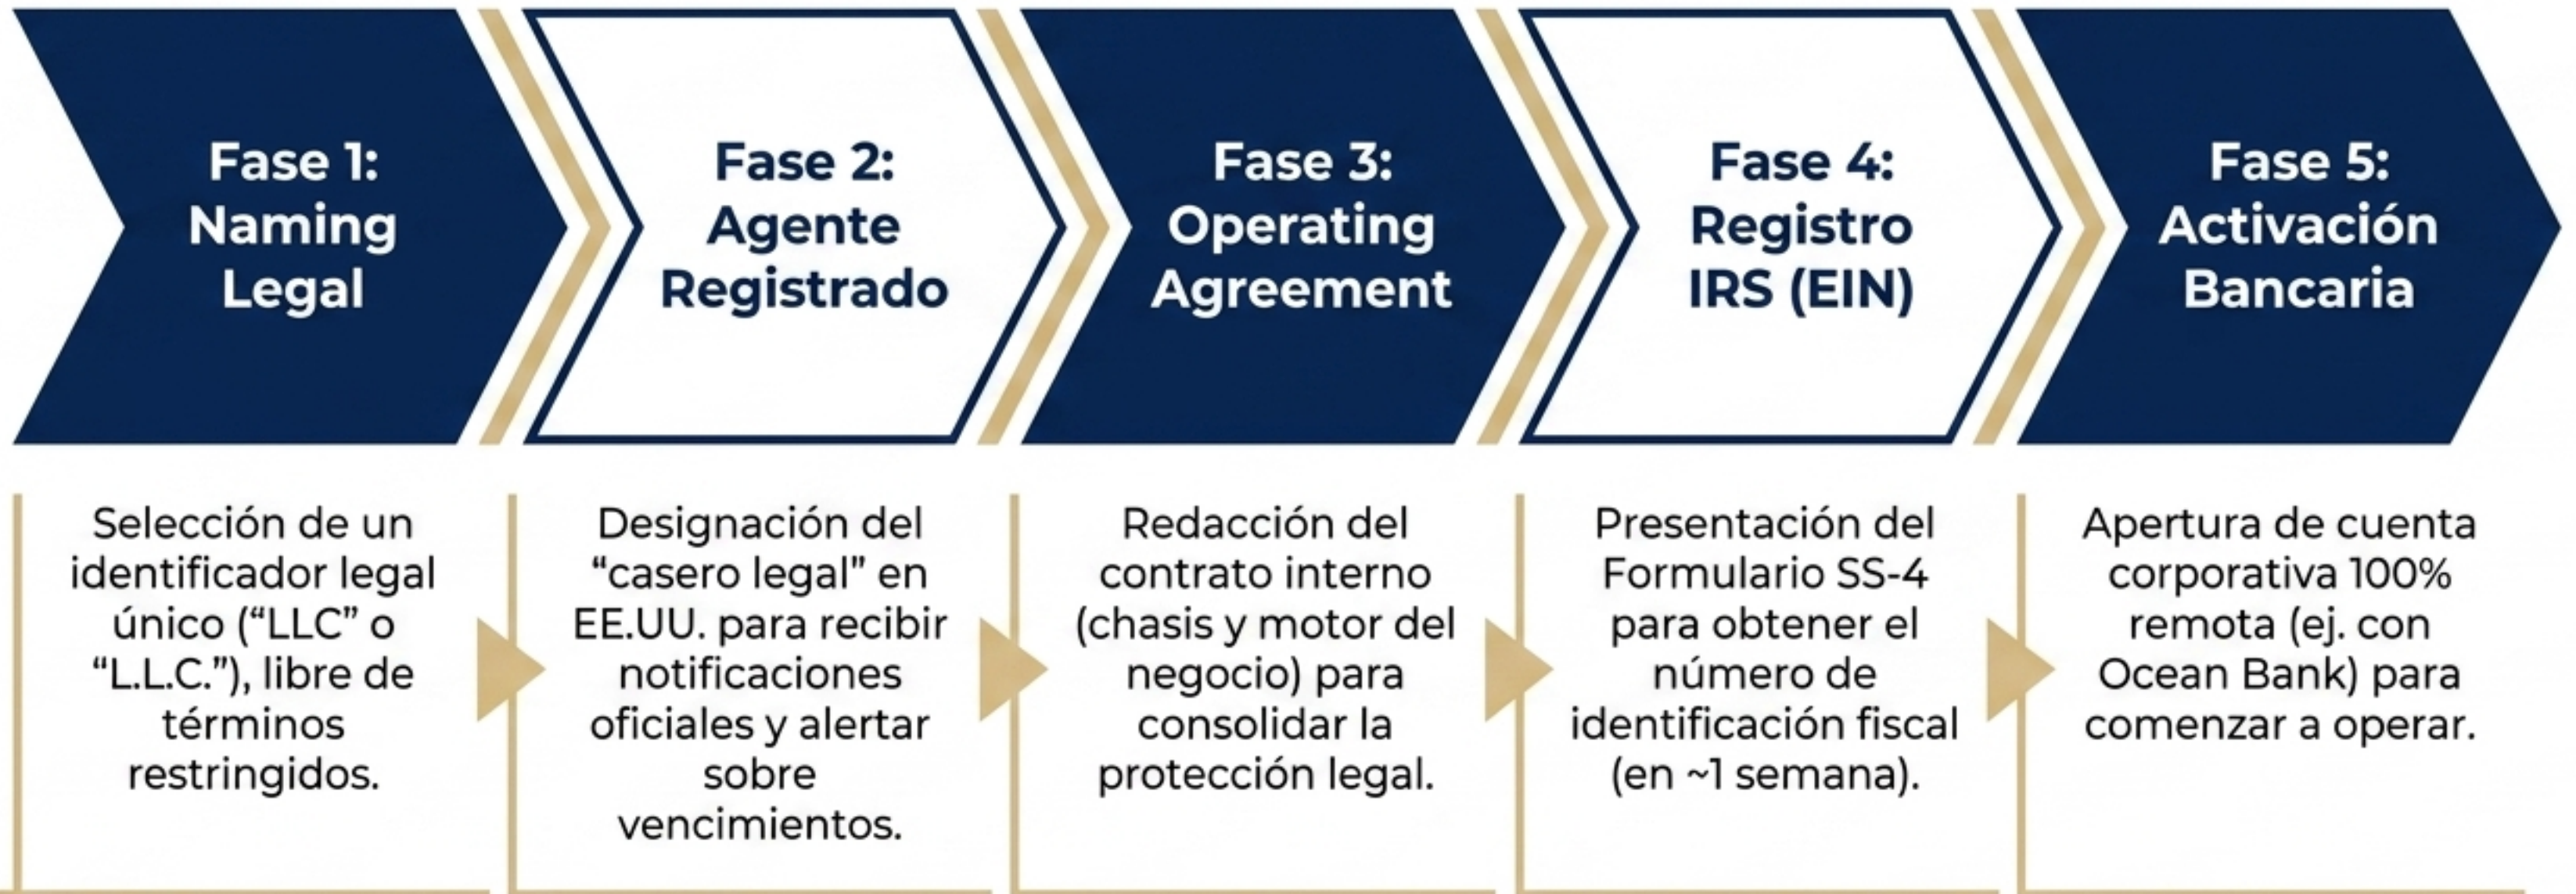 Fase 1:
Naming
Legal
Fase 2:
Agente
Registrado
Fase 3:
Operating
Agreement
Fase 4:
Registro
IRS (EIN)
Fase 5:
Activación
Bancaria
Selección de un
identificador legal
único (“LLC” o
“L.L.C.”), libre de
términos
restringidos.
Designación del
“casero legal” en
EE.UU. para recibir
notificaciones
oficiales y alertar
sobre
vencimientos.
Redacción del
contrato interno
(chasis y motor del
negocio) para
consolidar la
protección legal.
Presentación del
Formulario SS-4
para obtener el
número de
identificación fiscal
(en ~1 semana).
Apertura de cuenta
corporativa 100%
remota (ej. con
Ocean Bank) para
comenzar a operar.